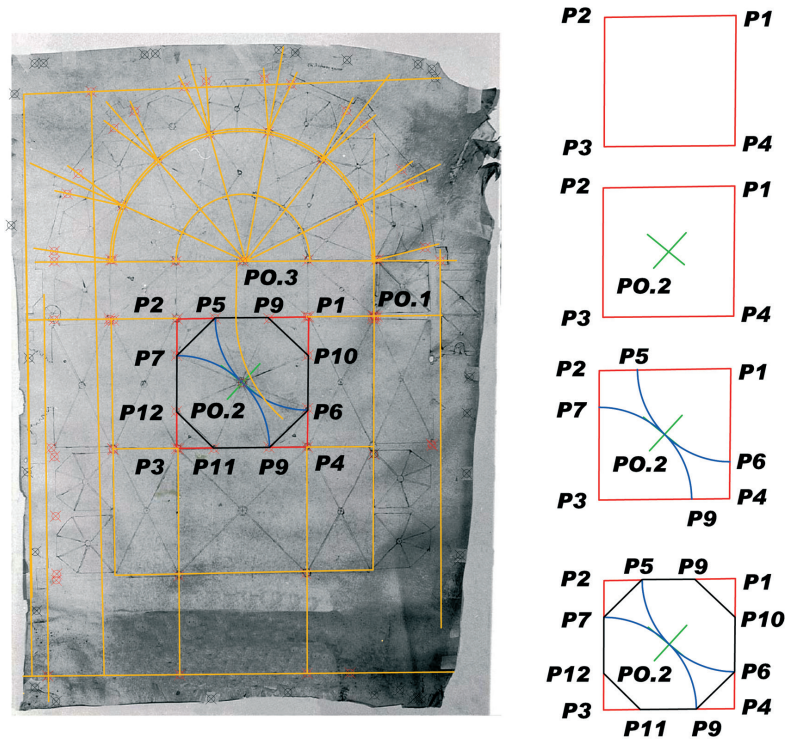 PO.3
PO.1
P2 P5 P9 P1
P7
P10
P12
PO.2
P6
P3 P11 P9 P4
P2 P1
P3 P4
P2 P1
PO.2
P3 P4
P5
P2 P1
P7
PO.2
P6
P3 P4
P9
P5 P9
P2 P1
P7 P10
P12 PO.2 P6
P3 P4
P11 P9